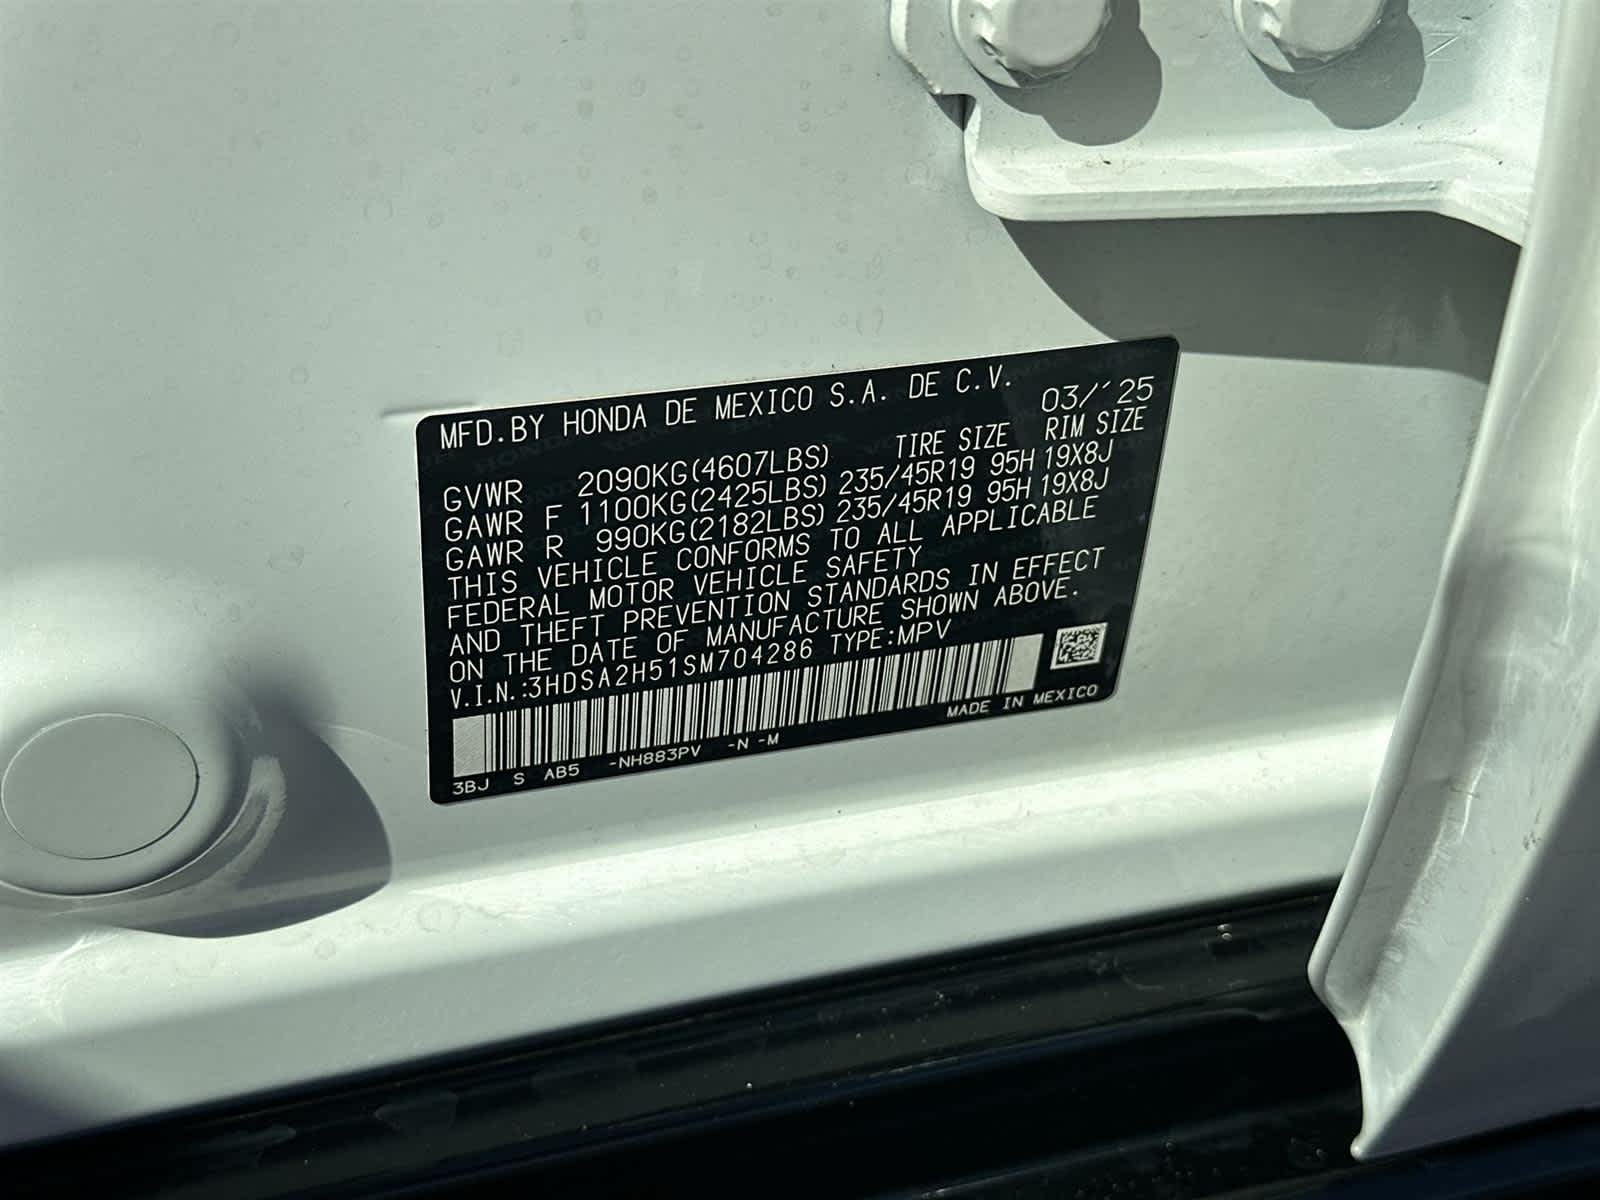 MFD.BY HONDA DE MEXICO S.A. DE C.V. 03/´25
TIRE SIZE RIM SIZE
GVWR 2090KG(4607LBS)
GAWR F 1100KG(2425LBS) 235/45R19 95H 19X8J
GAWR R 990KG(2182LBS) 235/45R19 95H 19X8J
THIS VEHICLE CONFORMS TO ALL APPLICABLE
FEDERAL MOTOR VEHICLE SAFETY
AND THEFT PREVENTION STANDARDS IN EFFECT
ON THE DATE OF MANUFACTURE SHOWN ABOVE.
V.I.N.:3HDSA2H51SM704286 TYPE:MPV
MADE IN MEXICO
3BJ S AB5 -NH883PV -N -M